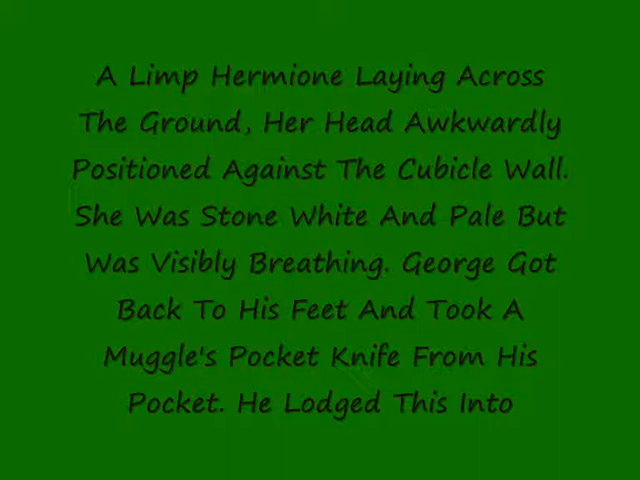 A Limp Hermione Laying Across
The Ground, Her Head Awkwardly
Positioned Against The Cubicle Wall.
She Was Stone White And Pale But
Was Visibly Breathing. George Got
Back To His Feet And Took A
Muggle's Pocket Knife From His
Pocket. He Lodged This Into